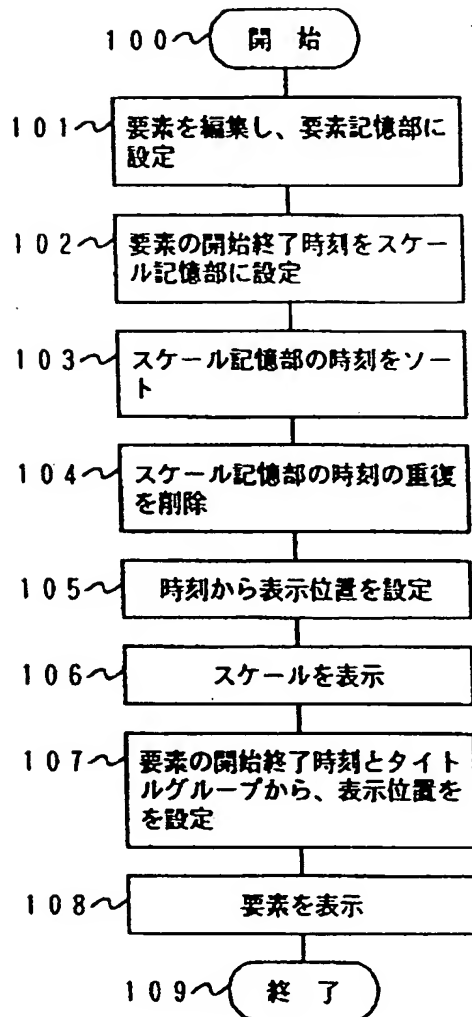 100 開始
101 要素を編集し、要素記憶部に
設定
102 要素の開始終了時刻をスケー
ル記憶部に設定
103 スケール記憶部の時刻をソー
ト
104 スケール記憶部の時刻の重復
を削除
105 時刻から表示位置を設定
106 スケールを表示
107 要素の開始終了時刻とタイト
ルグループから、表示位置を
を設定
108 要素を表示
109 終了